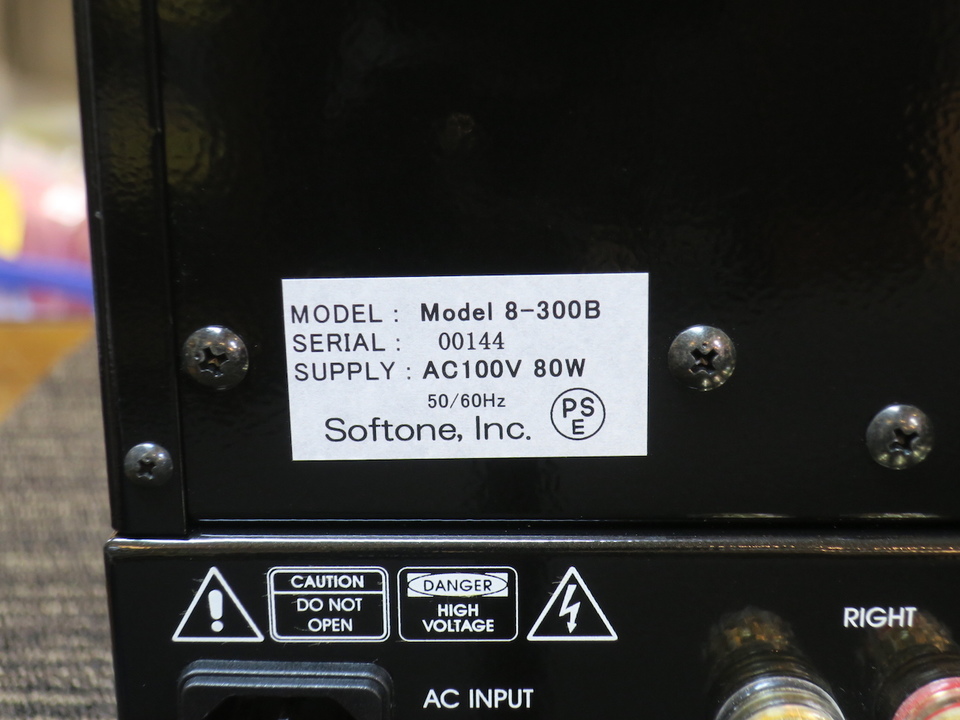 MODEL : Model 8-300B
SERIAL : 00144
SUPPLY : AC100V 80W
50/60Hz
Softone, Inc.
PS
E
CAUTION
DO NOT
OPEN
DANGER
HIGH
VOLTAGE
RIGHT
AC INPUT